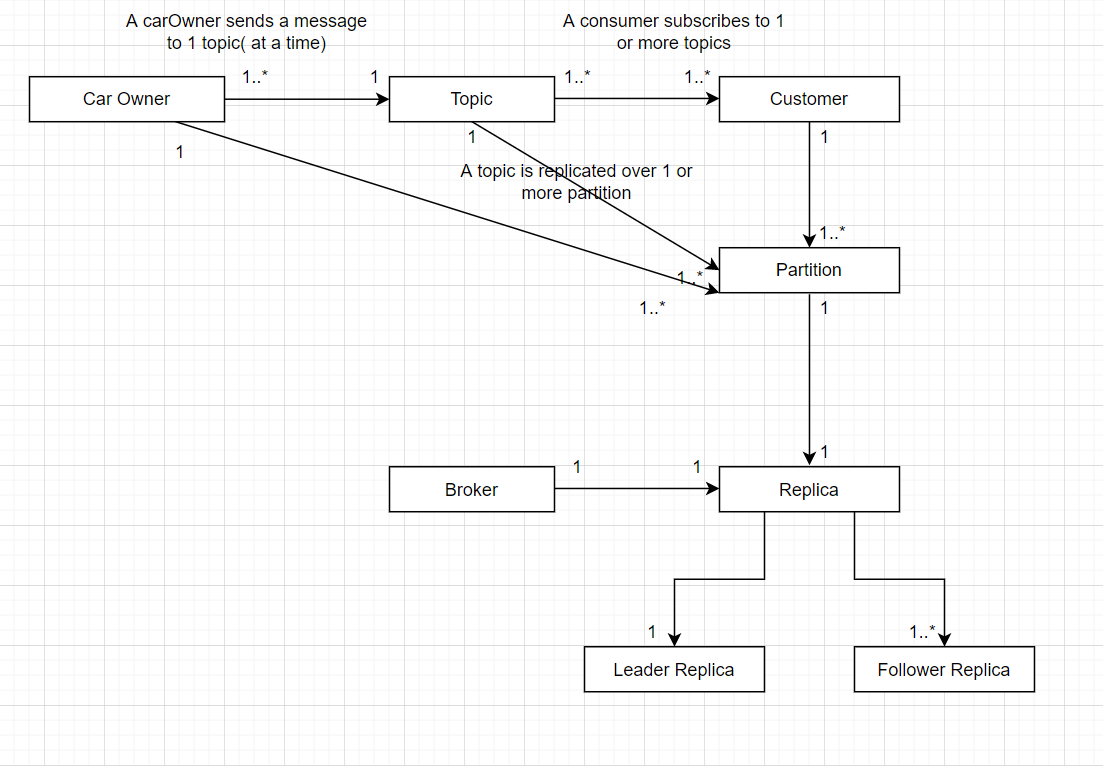 A carOwner sends a message
to 1 topic( at a time)
A consumer subscribes to 1
or more topics
1..*
1
1..*
1..*
Car Owner
Topic
Customer
1
1
1
A topic is replicated over 1 or
more partition
1..*
Partition
1..*
1..*
1
1
1
1
Broker
Replica
1
1..*
Leader Replica
Follower Replica